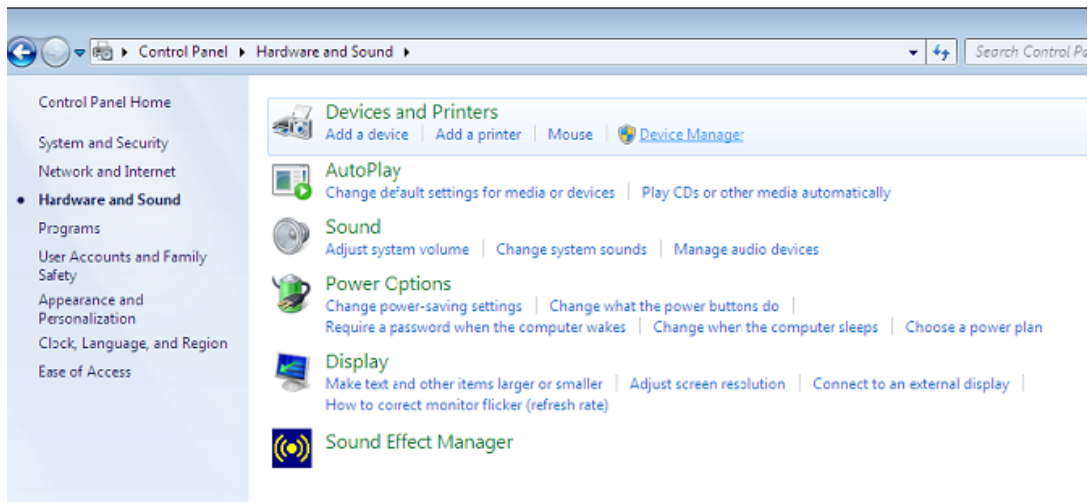 Control Panel Hardware and Sound Search Control Pa
Control Panel Home
System and Security
Network and Internet
Hardware and Sound
Programs
User Accounts and Family
Safety
Appearance and
Personalization
Clock, Language, and Region
Ease of Access
Devices and Printers
Add a device Add a printer Mouse Device Manager
AutoPlay
Change default settings for media or devices Play CDs or other media automatically
Sound
Adjust system volume Change system sounds Manage audio devices
Power Options
Change power-saving settings Change what the power buttons do
Require a password when the computer wakes Change when the computer sleeps Choose a power plan
Display
Make text and other items larger or smaller Adjust screen resolution Connect to an external display
How to correct monitor flicker (refresh rate)
Sound Effect Manager